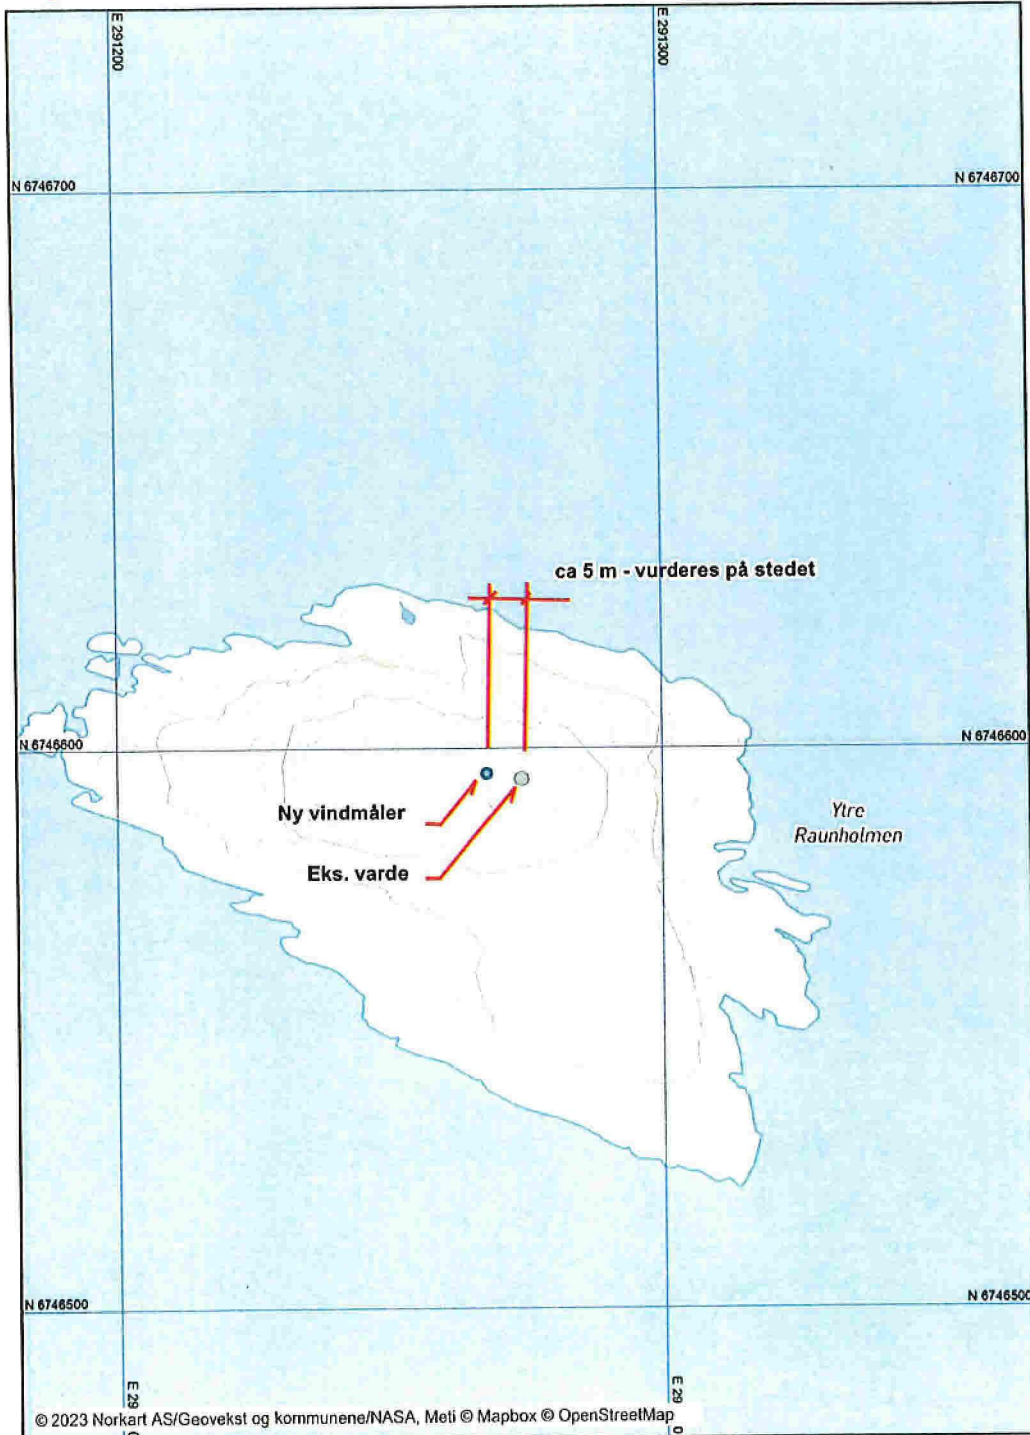 E 291200
E 291300
N 6746700
N 6746700
ca 5 m - vurderes på stedet
N 6746600
N 6746600
Ny vindmåler
Ytre
Raunholmen
Eks. varde
N 6746500
N 6746500
E 29
E 29
© 2023 Norkart AS/Geovekst og kommunene/NASA, Meti © Mapbox © OpenStreetMap